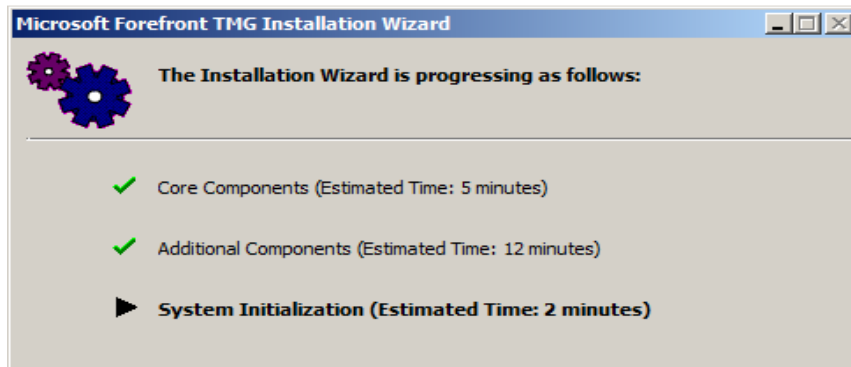 Microsoft Forefront TMG Installation Wizard
The Installation Wizard is progressing as follows:
Core Components (Estimated Time: 5 minutes)
Additional Components (Estimated Time: 12 minutes)
System Initialization (Estimated Time: 2 minutes)